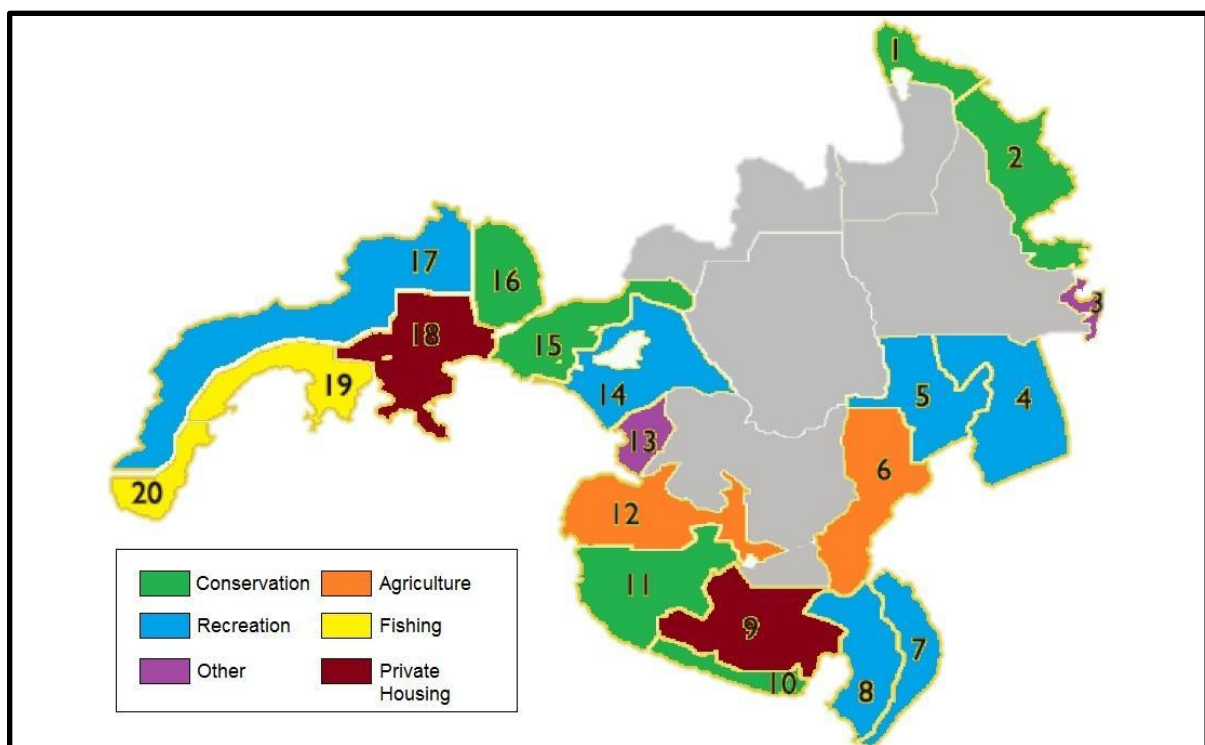 1
2
3
17
16
18
15
14
19
5
4
13
6
20
12
11
9
7
10
8
Conservation
Agriculture
Recreation
Fishing
Other
Private
Housing